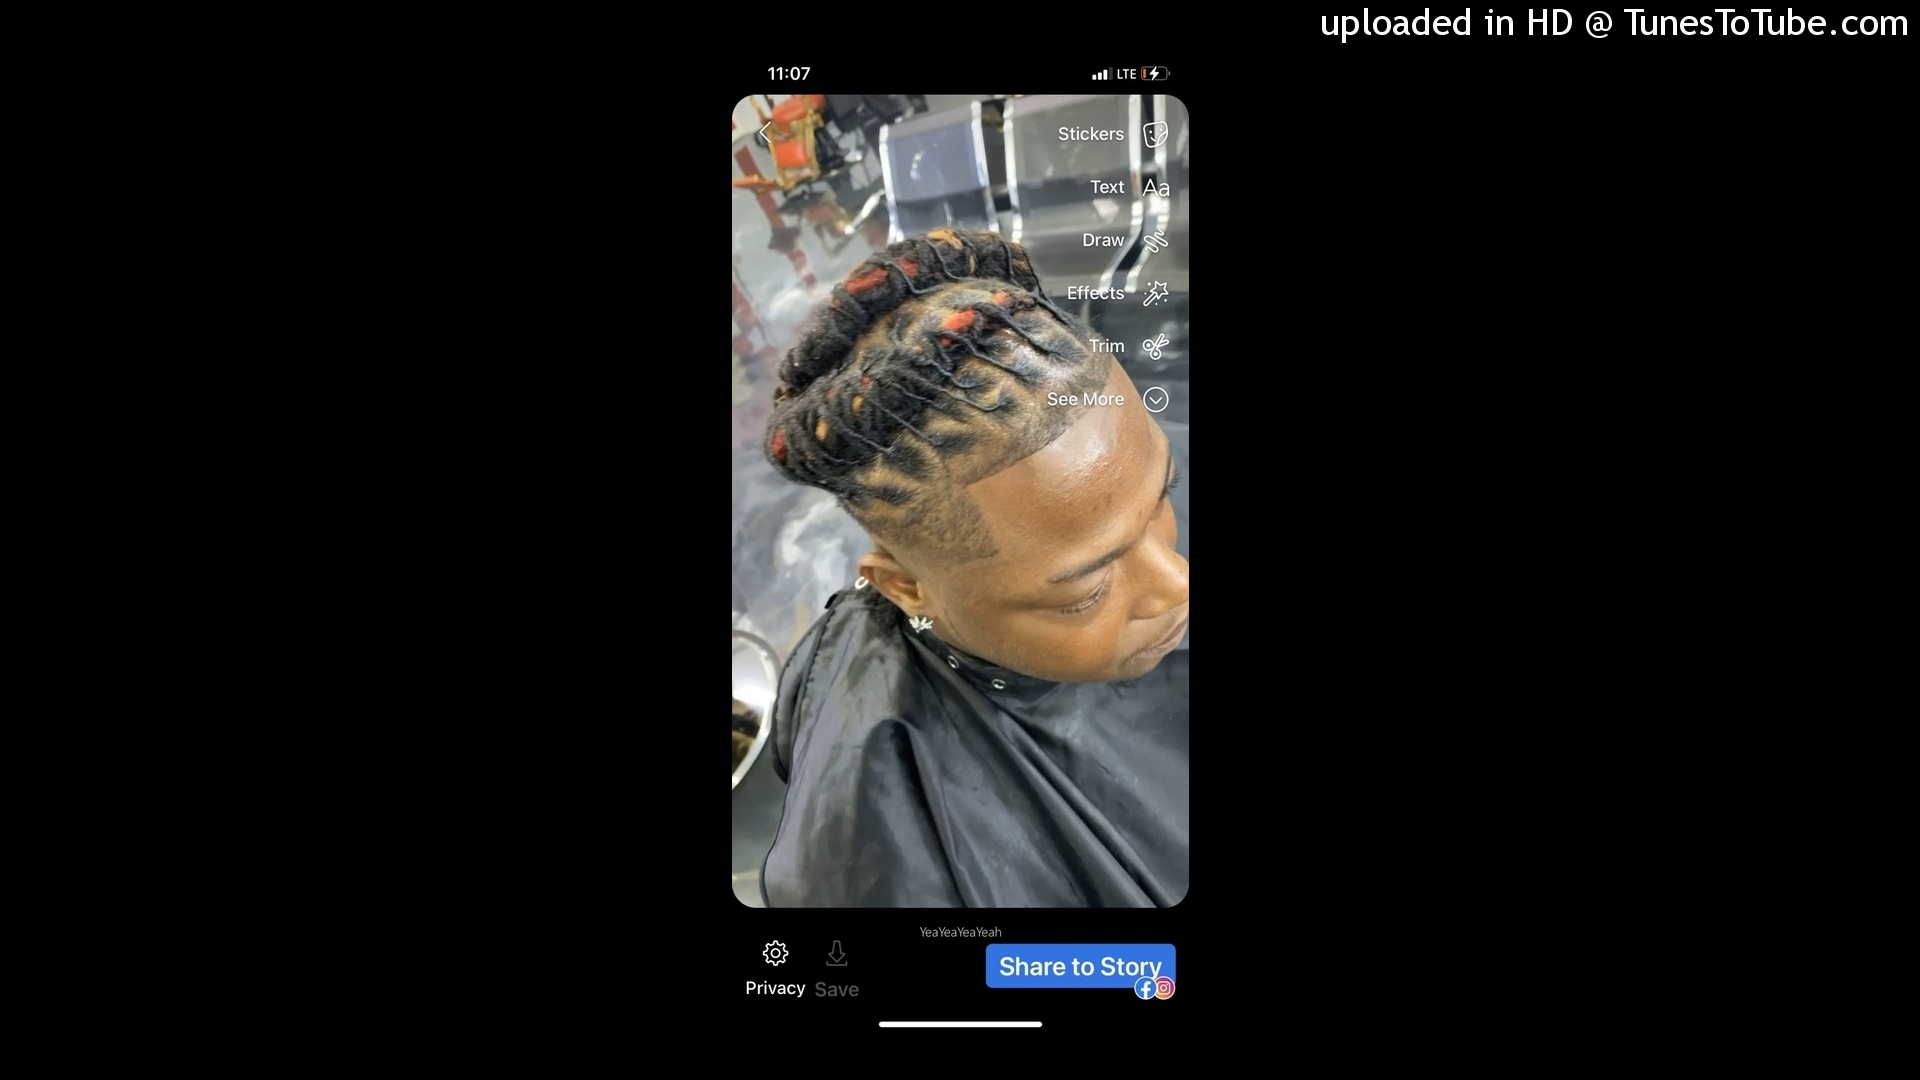 uploaded in HD @ TunesToTube.com
11:07
LTE
Stickers
Text
Aa
Draw
Effects
Trim
See More
YeaYeaYeaYeah
Privacy
Save
Share to Story